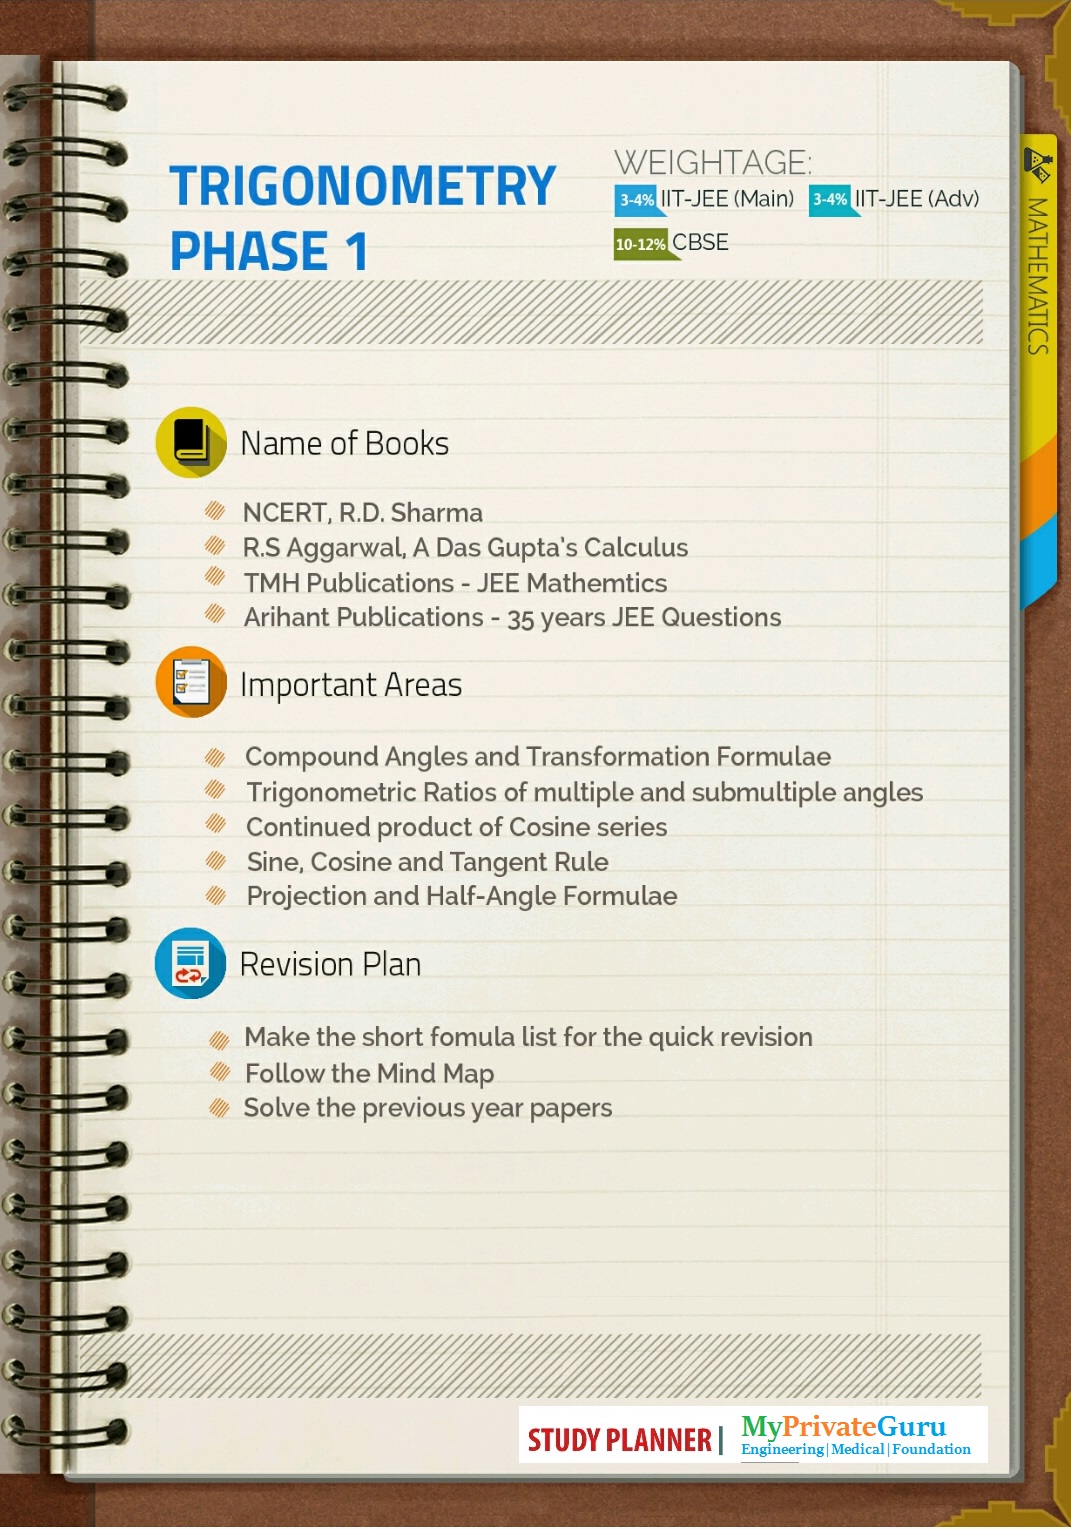 TRIGONOMETRY
PHASE 1
WEIGHTAGE:
3-4% IIT-JEE (Main) 3-4% IIT-JEE (Adv)
10-12% CBSE
MATHEMATICS
Name of Books
NCERT, R.D. Sharma
R.S Aggarwal, A Das Gupta's Calculus
TMH Publications - JEE Mathemtics
Arihant Publications - 35 years JEE Questions
Important Areas
Compound Angles and Transformation Formulae
Trigonometric Ratios of multiple and submultiple angles
Continued product of Cosine series
Sine, Cosine and Tangent Rule
Projection and Half-Angle Formulae
Revision Plan
Make the short fomula list for the quick revision
Follow the Mind Map
Solve the previous year papers
STUDY PLANNER |
MyPrivateGuru
Engineering|Medical|Foundation